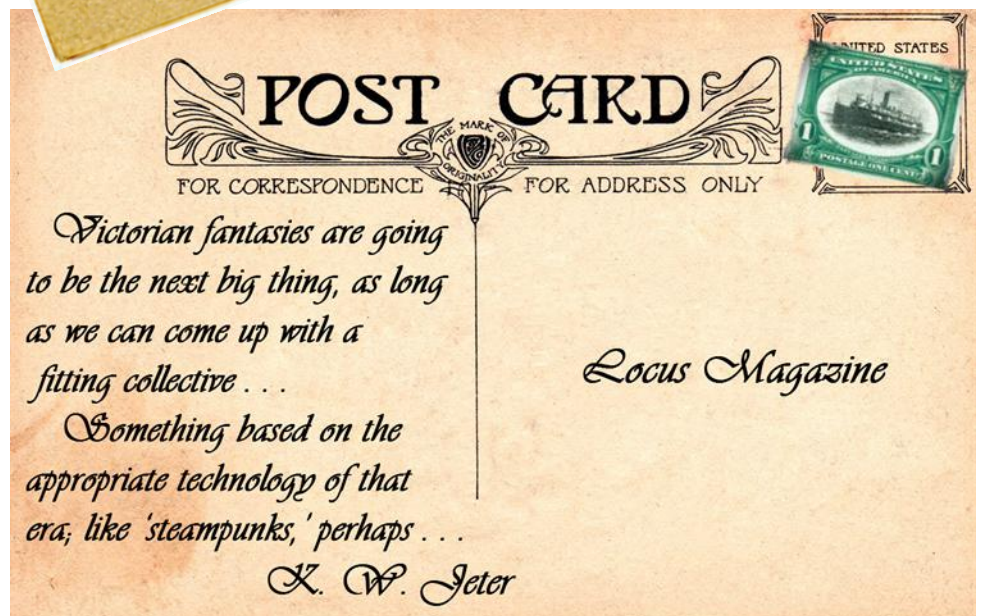 POST CARD
THE MARK OF
ORIGINALITY
FOR CORRESPONDENCE
FOR ADDRESS ONLY
UNITED STATES
UNITED STATES
OF AMERICA
1 1
POSTAGE ONE CENT
Victorian fantasies are going
to be the next big thing, as long
as we can come up with a
fitting collective . . .
Something based on the
appropriate technology of that
era; like 'steampunks,' perhaps . . .
K. W. Jeter
Locus Magazine